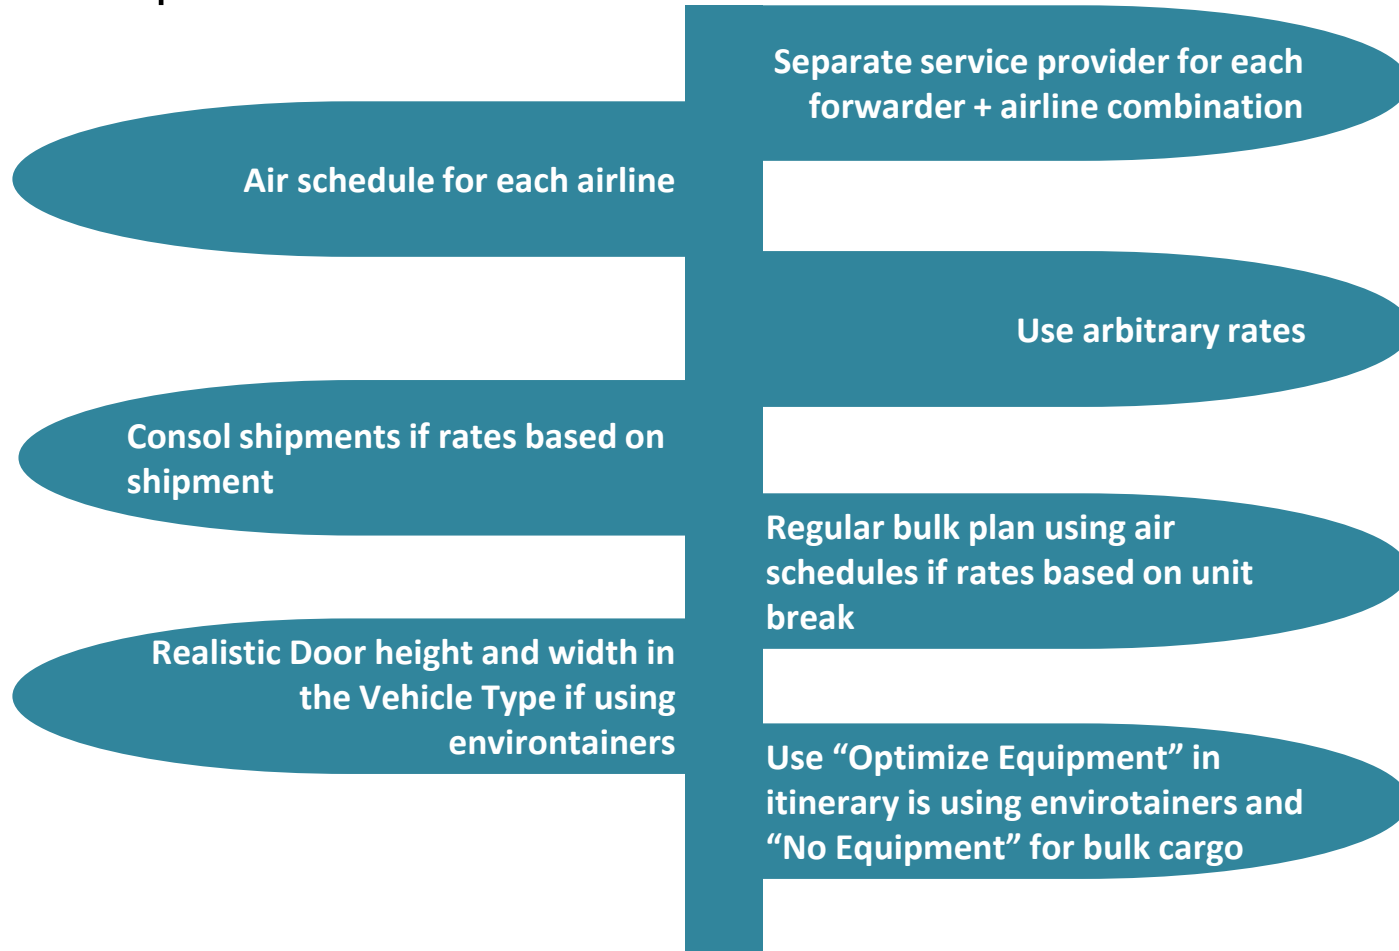 Separate service provider for each
forwarder + airline combination
Air schedule for each airline
Use arbitrary rates
Consol shipments if rates based on
shipment
Regular bulk plan using air
schedules if rates based on unit
break
Realistic Door height and width in
the Vehicle Type if using
environtainers
Use “Optimize Equipment” in
itinerary is using envirotainers and
“No Equipment” for bulk cargo